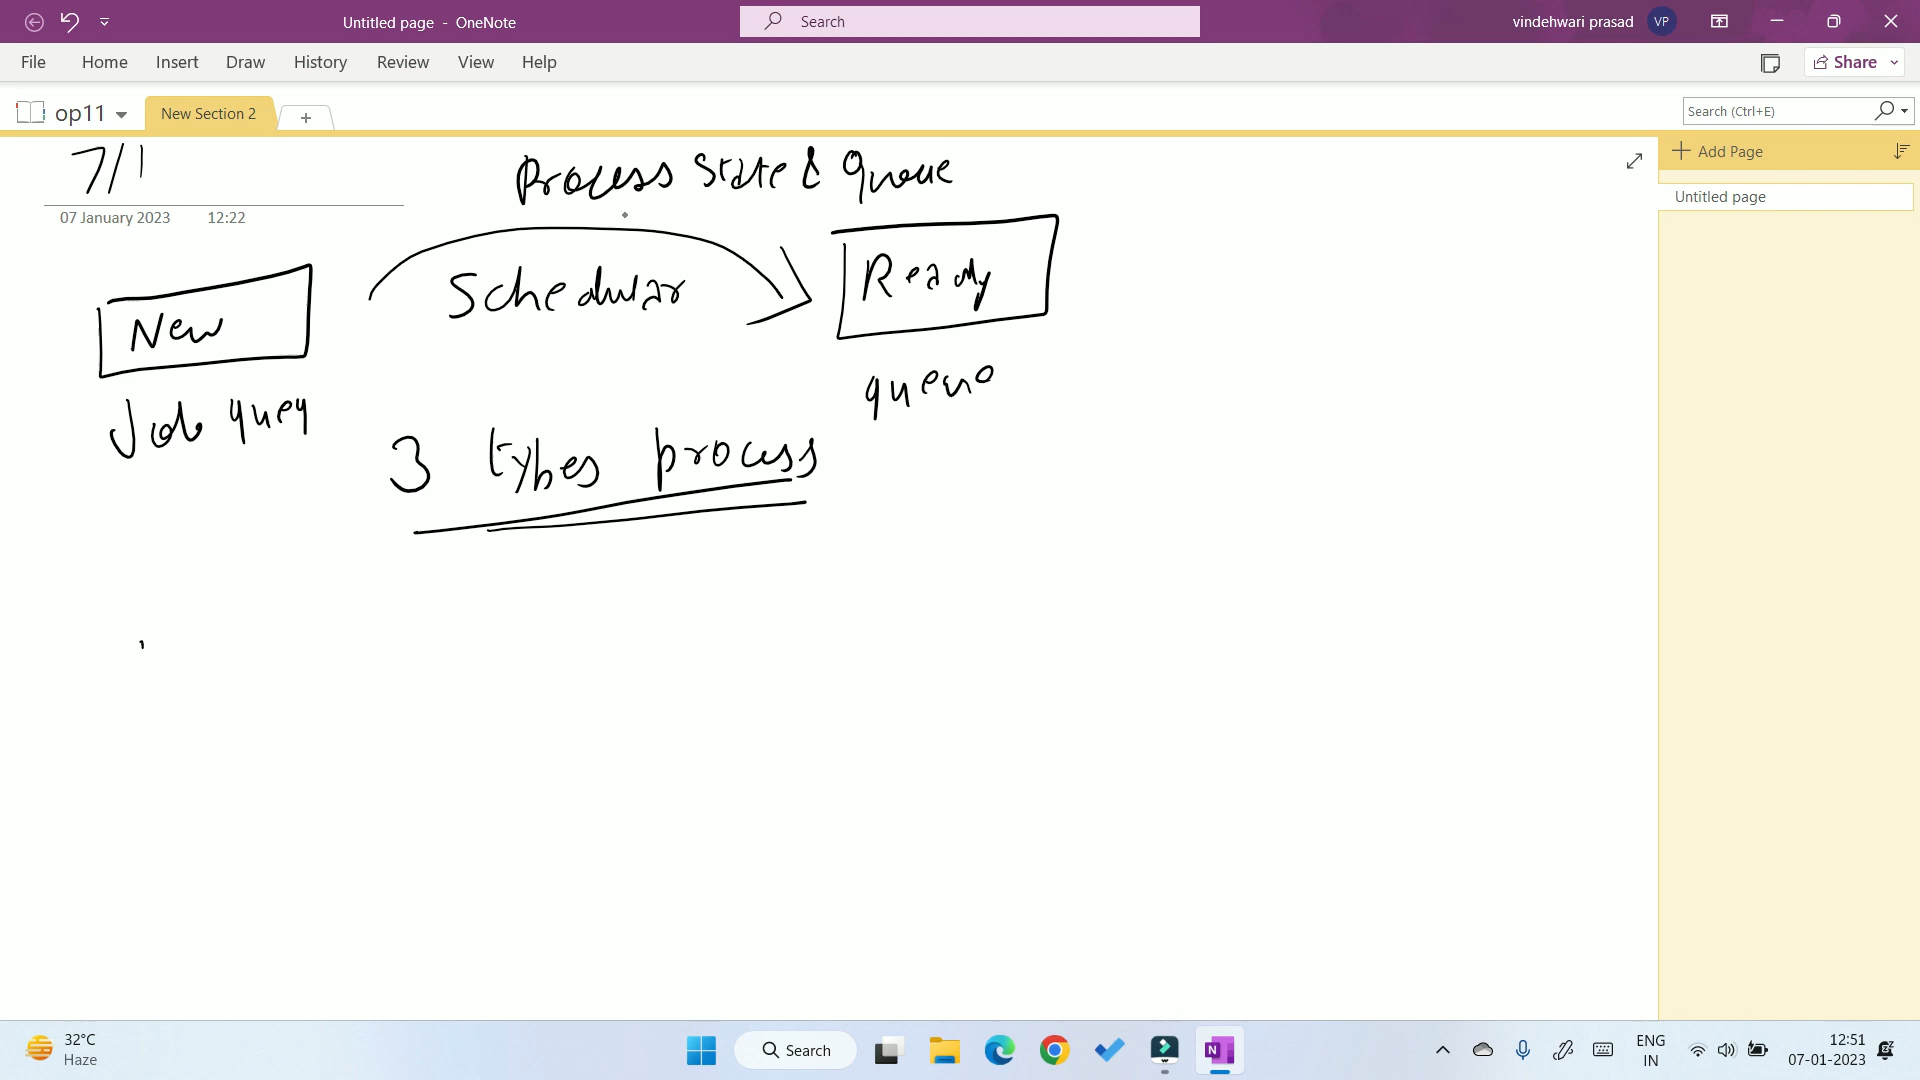 Untitled page - OneNote
Search
vindehwari prasad
VP
File Home Insert Draw History Review View Help
Share
op11
New Section 2
Search (Ctrl+E)
7/1
Process State & Queue
Add Page
07 January 2023 12:22
Untitled page
New
Schedular
Ready
Job quey
queue
3 types process
32°C
Haze
Search
ENG
IN
12:51
07-01-2023